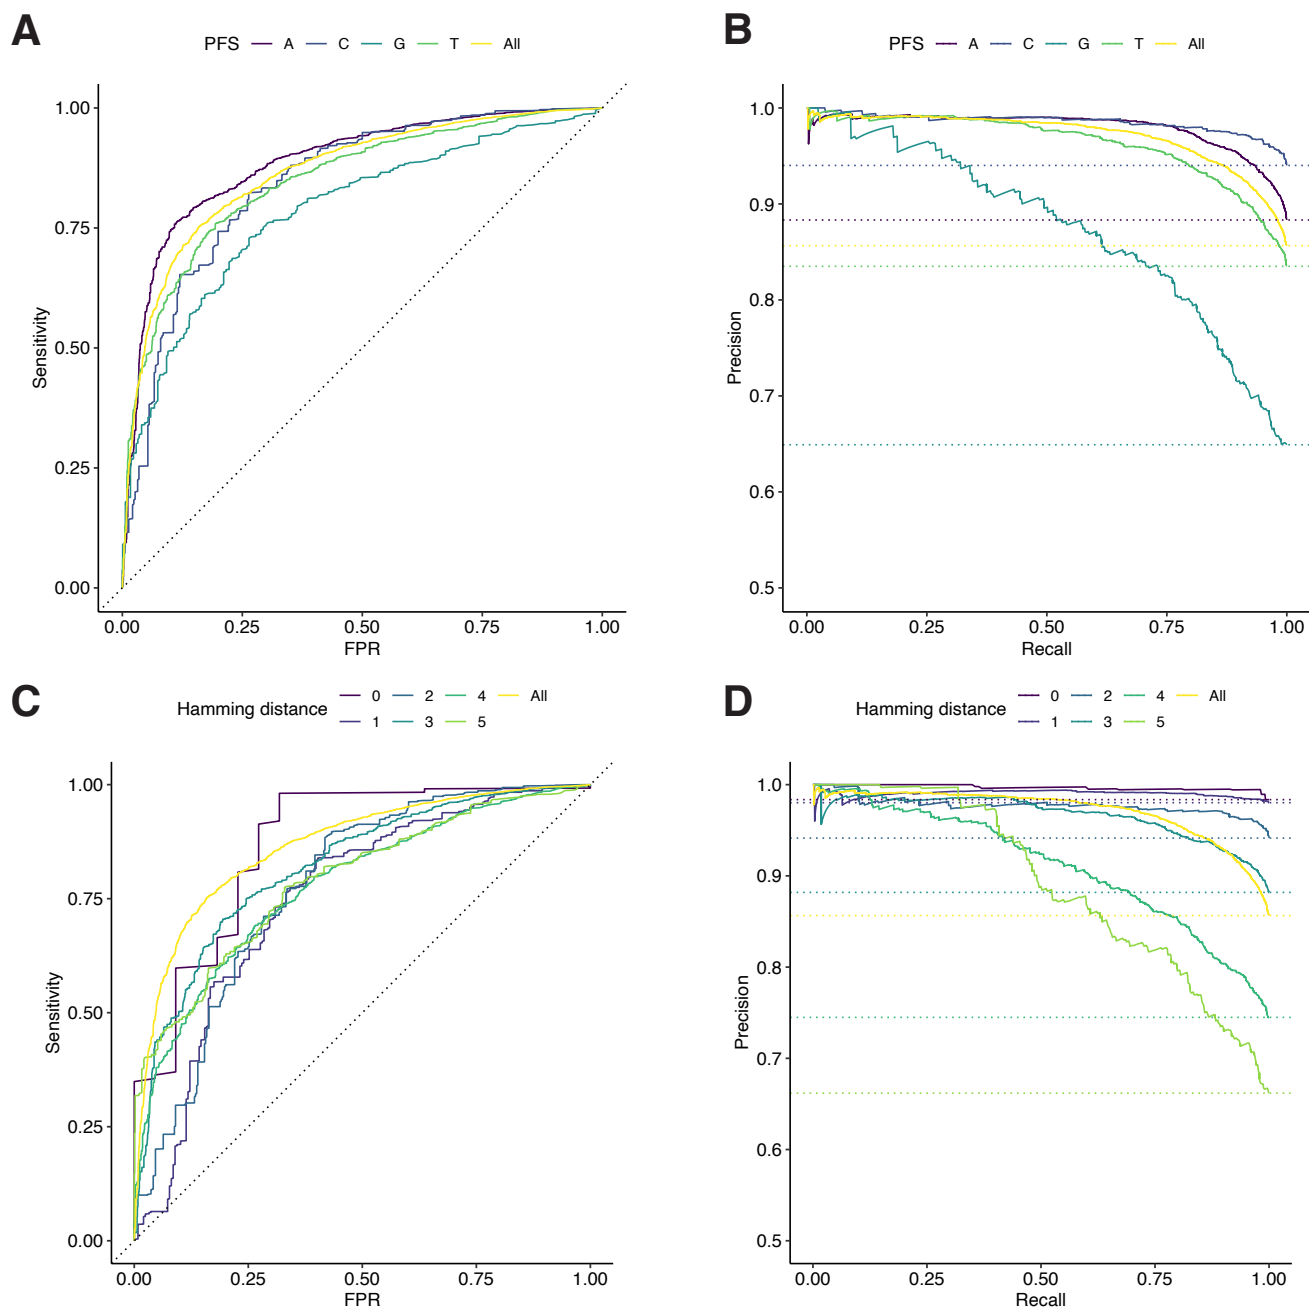 A
PFS A C G T All
1.00
0.75
0.50
0.25
0.00
Sensitivity
0.00 0.25 0.50 0.75 1.00
FPR
B
PFS A C G T All
1.0
0.9
0.8
0.7
0.6
0.5
Precision
0.00 0.25 0.50 0.75 1.00
Recall
C
Hamming distance
0 2 4 All
1 3 5
1.00
0.75
0.50
0.25
0.00
Sensitivity
0.00 0.25 0.50 0.75 1.00
FPR
D
Hamming distance
0 2 4 All
1 3 5
1.0
0.9
0.8
0.7
0.6
0.5
Precision
0.00 0.25 0.50 0.75 1.00
Recall